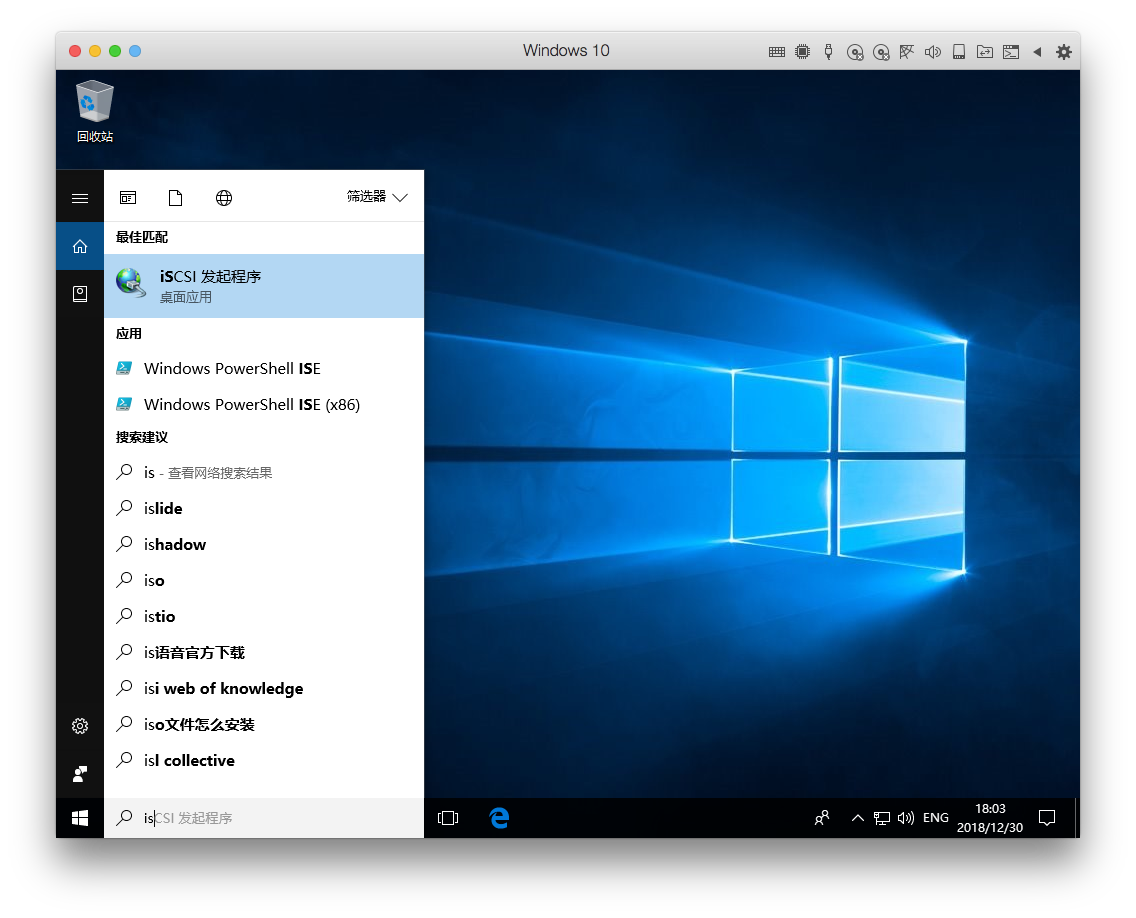 Windows 10
回收站
筛选器
最佳匹配
iSCSI 发起程序
桌面应用
应用
Windows PowerShell ISE
Windows PowerShell ISE (x86)
搜索建议
is - 查看网络搜索结果
islide
ishadow
iso
istio
is语音官方下载
isi web of knowledge
iso文件怎么安装
isl collective
isCSI 发起程序
ENG
18:03
2018/12/30